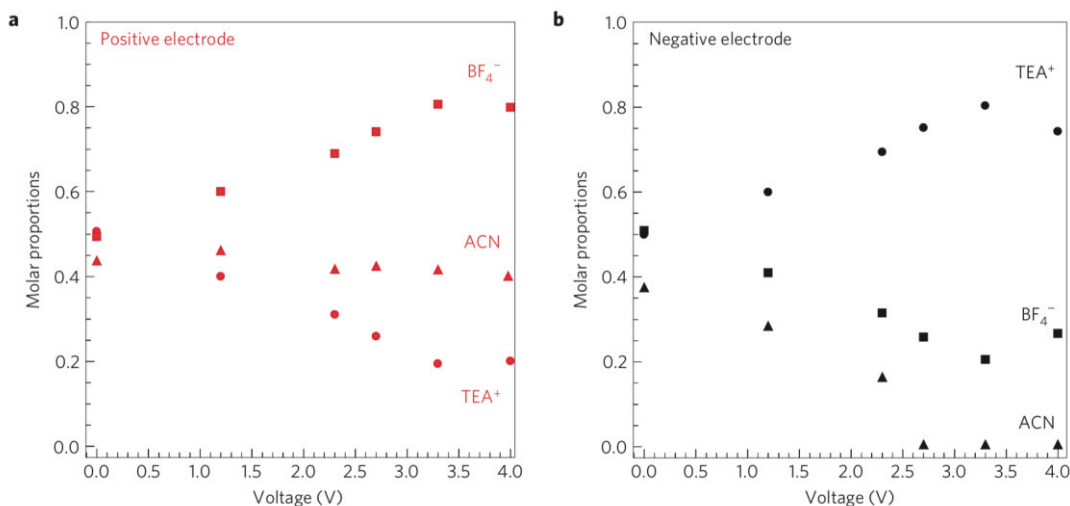 a
Positive electrode
BF₄⁻
ACN
TEA⁺
Molar proportions
1.0
0.8
0.6
0.4
0.2
0.0
0.0 0.5 1.0 1.5 2.0 2.5 3.0 3.5 4.0
Voltage (V)
b
Negative electrode
TEA⁺
BF₄⁻
ACN
Molar proportions
1.0
0.8
0.6
0.4
0.2
0.0
0.0 0.5 1.0 1.5 2.0 2.5 3.0 3.5 4.0
Voltage (V)